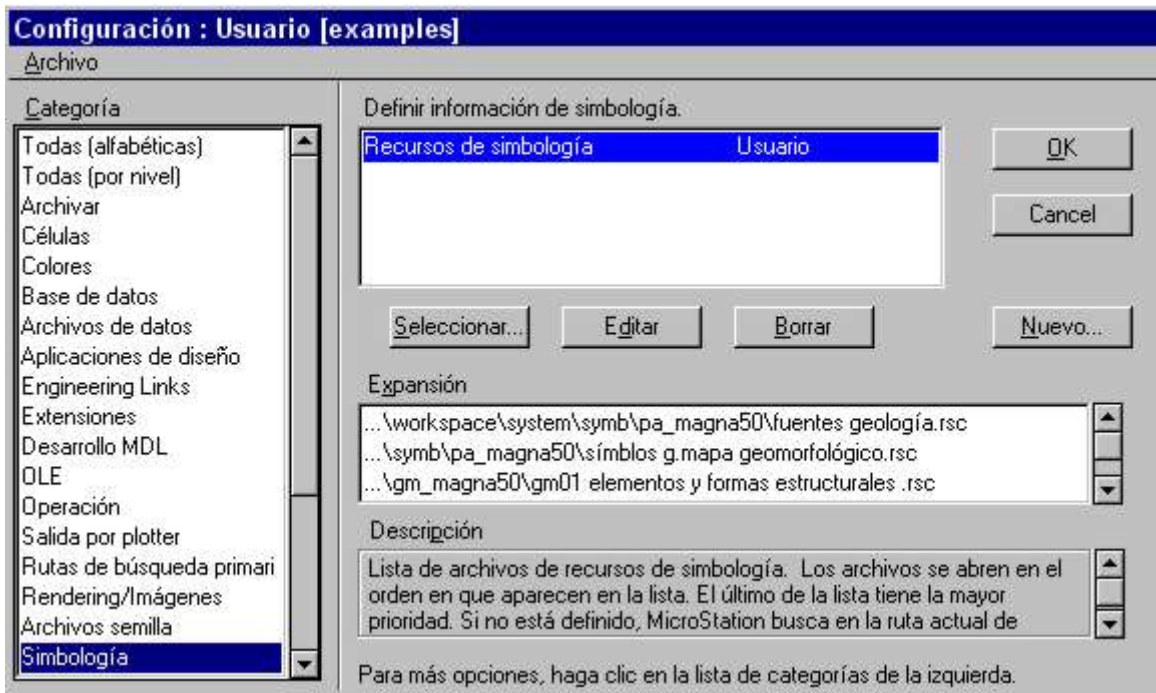 Configuración : Usuario [examples]
Archivo
Categoría
Todas (alfabéticas)
Todas (por nivel)
Archivar
Células
Colores
Base de datos
Archivos de datos
Aplicaciones de diseño
Engineering Links
Extensiones
Desarrollo MDL
OLE
Operación
Salida por plotter
Rutas de búsqueda primari
Rendering/Imágenes
Archivos semilla
Simbología
Definir información de simbología.
Recursos de simbología Usuario
OK
Cancel
Seleccionar... Editar Borrar Nuevo...
Expansión
...\workspace\system\symb\pa_magna50\fuentes geología.rsc
...\symb\pa_magna50\símblos g.mapa geomorfológico.rsc
...\gm_magna50\gm01 elementos y formas estructurales .rsc
Descripción
Lista de archivos de recursos de simbología. Los archivos se abren en el
orden en que aparecen en la lista. El último de la lista tiene la mayor
prioridad. Si no está definido, MicroStation busca en la ruta actual de
Para más opciones, haga clic en la lista de categorías de la izquierda.